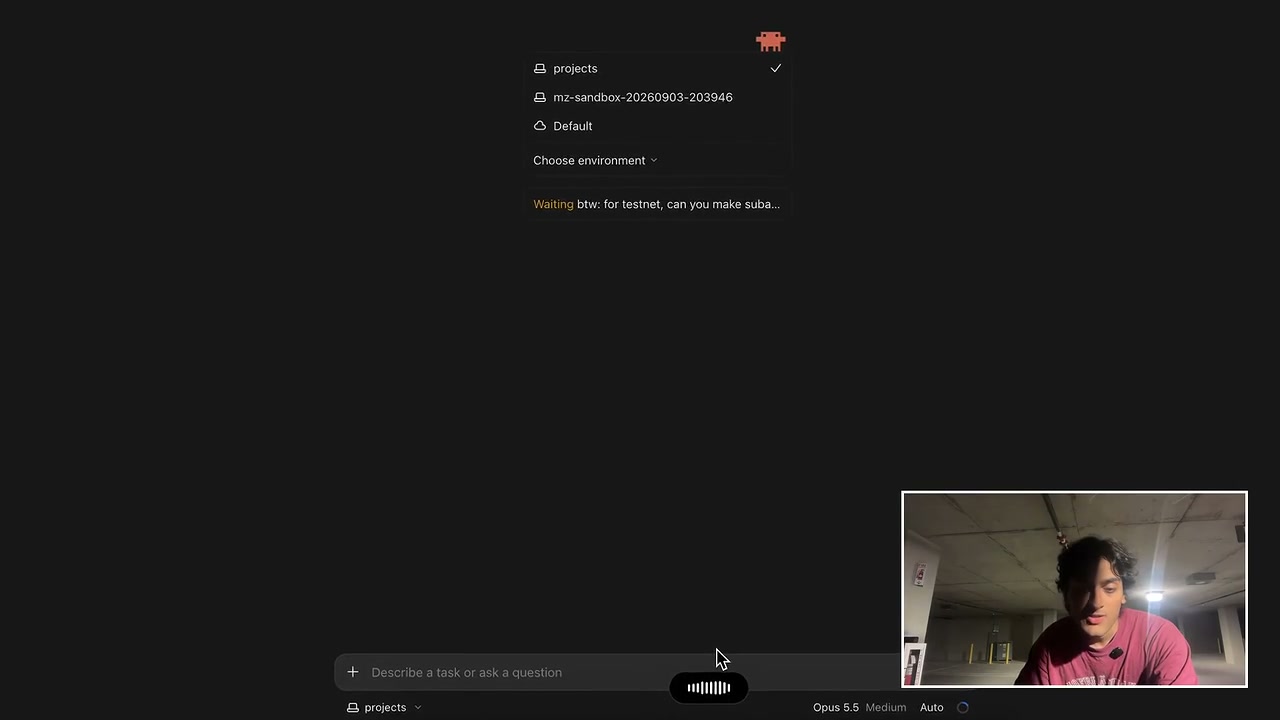 projects
mz-sandbox-20260903-203946
Default
Choose environment
Waiting btw: for testnet, can you make suba...
Describe a task or ask a question
projects
Opus 5.5 Medium Auto